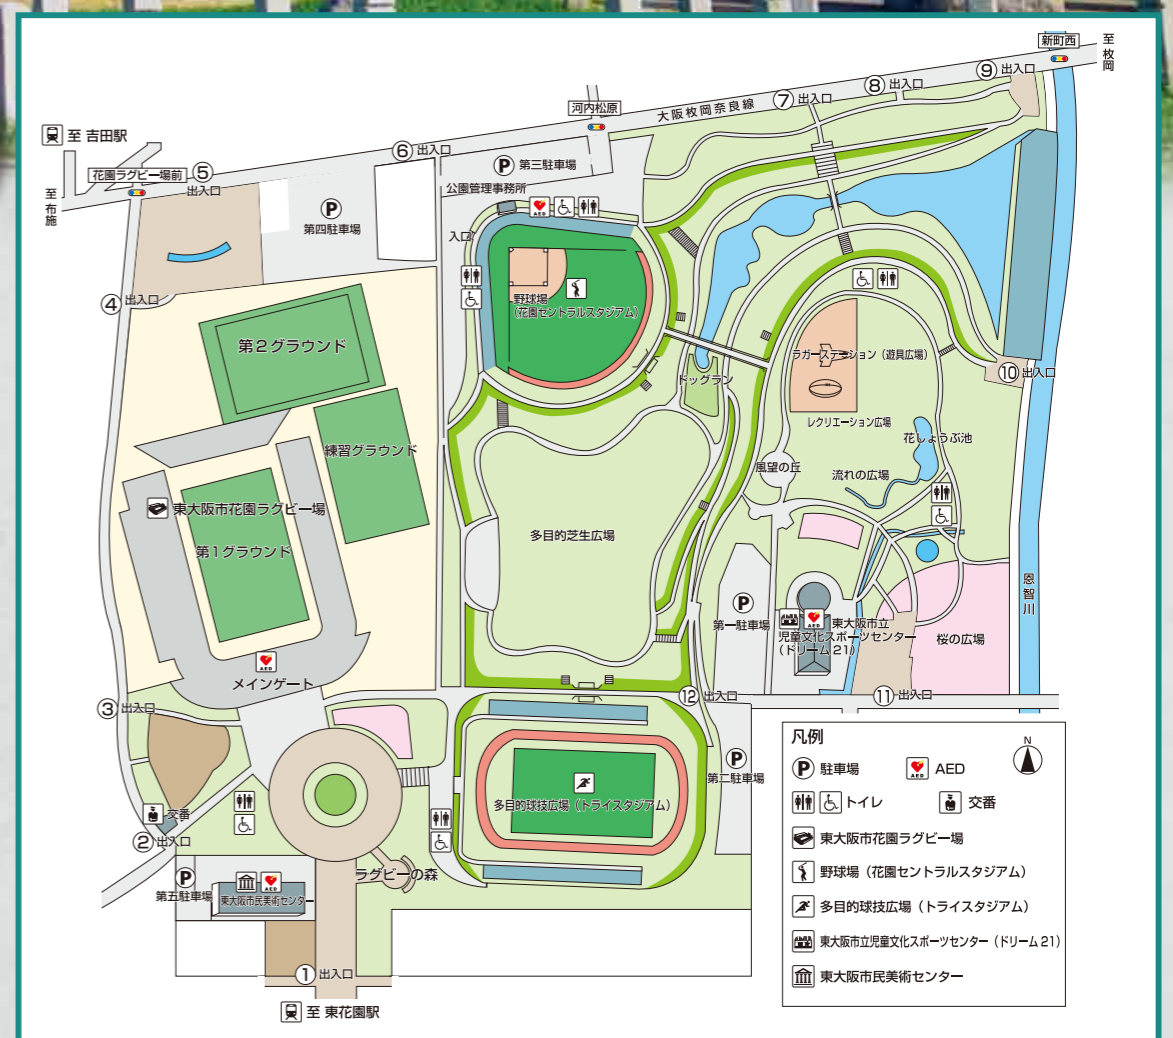 新町西
至枚岡
⑨ 出入口
⑧ 出入口
⑦ 出入口
大阪枚岡奈良線
河内松原
至 吉田駅
⑥ 出入口
P 第三駐車場
花園ラグビー場前
⑤
出入口
至布施
公園管理事務所
AED
P
第四駐車場
入口
④ 出入口
野球場
(花園セントラルスタジアム)
第2グラウンド
ラガーステーション(遊具広場)
⑩ 出入口
ドッグラン
レクリエーション広場
花しょうぶ池
練習グラウンド
風望の丘
流れの広場
東大阪市花園ラグビー場
第1グラウンド
多目的芝生広場
恩智川
P
第一駐車場
AED
東大阪市立
児童文化スポーツセンター
(ドリーム21)
桜の広場
AED
メインゲート
⑫ 出入口
⑪ 出入口
③ 出入口
P
第二駐車場
多目的球技広場(トライスタジアム)
交番
② 出入口
ラグビーの森
P
第五駐車場
AED
東大阪市民美術センター
① 出入口
至 東花園駅
凡例
N
P 駐車場
AED AED
トイレ
交番
東大阪市花園ラグビー場
野球場(花園セントラルスタジアム)
多目的球技広場(トライスタジアム)
東大阪市立児童文化スポーツセンター(ドリーム21)
東大阪市民美術センター